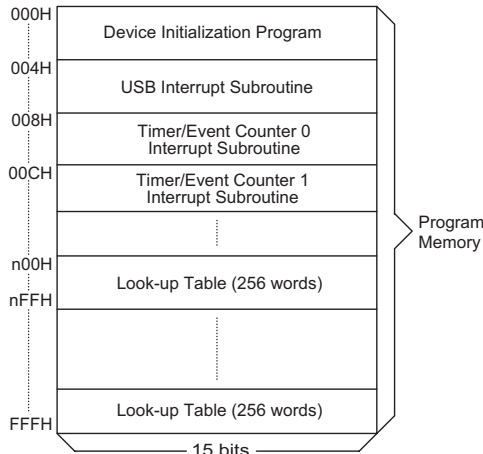 000H
Device Initialization Program
004H
USB Interrupt Subroutine
008H
Timer/Event Counter 0
Interrupt Subroutine
00CH
Timer/Event Counter 1
Interrupt Subroutine
Program
Memory
n00H
Look-up Table (256 words)
nFFH
Look-up Table (256 words)
FFFH
15 bits